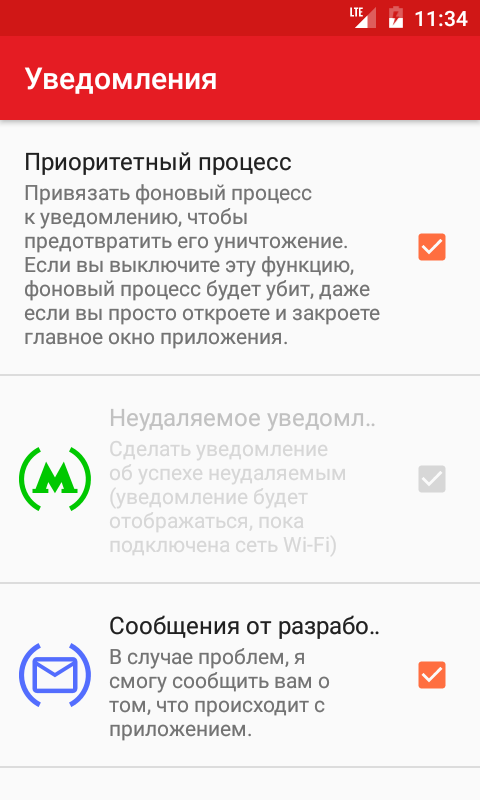 LTE 11:34
Уведомления
Приоритетный процесс
Привязать фоновый процесс
к уведомлению, чтобы
предотвратить его уничтожение.
Если вы выключите эту функцию,
фоновый процесс будет убит, даже
если вы просто откроете и закроете
главное окно приложения.
Неудаляемое уведомл..
Сделать уведомление
об успехе неудаляемым
(уведомление будет
отображаться, пока
подключена сеть Wi-Fi)
Сообщения от разрабо..
В случае проблем, я
смогу сообщить вам о
том, что происходит с
приложением.